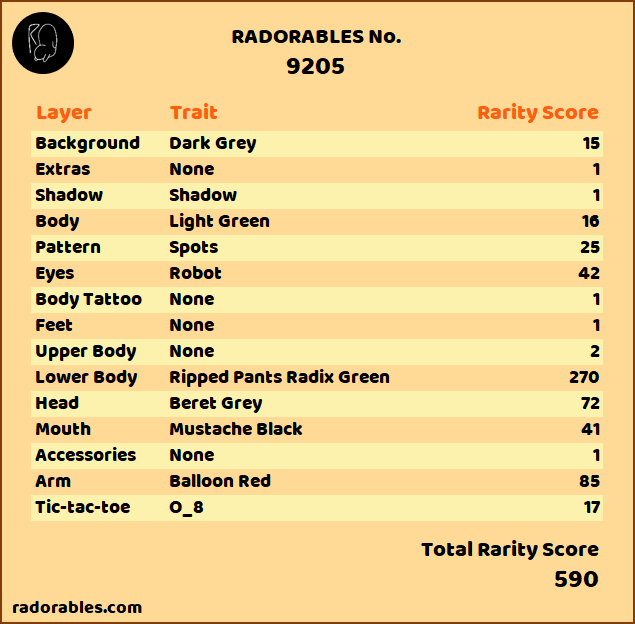 RADORABLES No.
9205
Layer Trait Rarity Score
Background Dark Grey 15
Extras None 1
Shadow Shadow 1
Body Light Green 16
Pattern Spots 25
Eyes Robot 42
Body Tattoo None 1
Feet None 1
Upper Body None 2
Lower Body Ripped Pants Radix Green 270
Head Beret Grey 72
Mouth Mustache Black 41
Accessories None 1
Arm Balloon Red 85
Tic-tac-toe O_8 17
Total Rarity Score
590
radorables.com